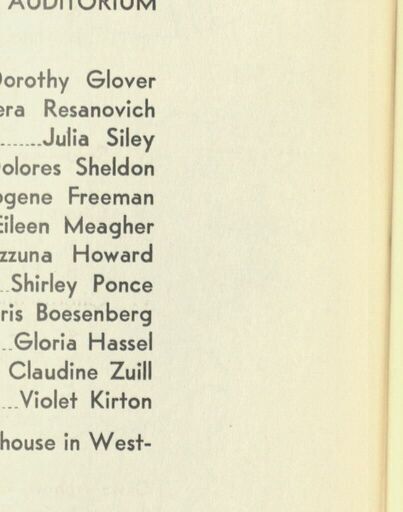 AUDITORIUM
Dorothy Glover
era Resanovich
.......Julia Siley
olores Sheldon
ogene Freeman
Eileen Meagher
zzuna Howard
..Shirley Ponce
ris Boesenberg
..Gloria Hassel
Claudine Zuill
...Violet Kirton
house in West-